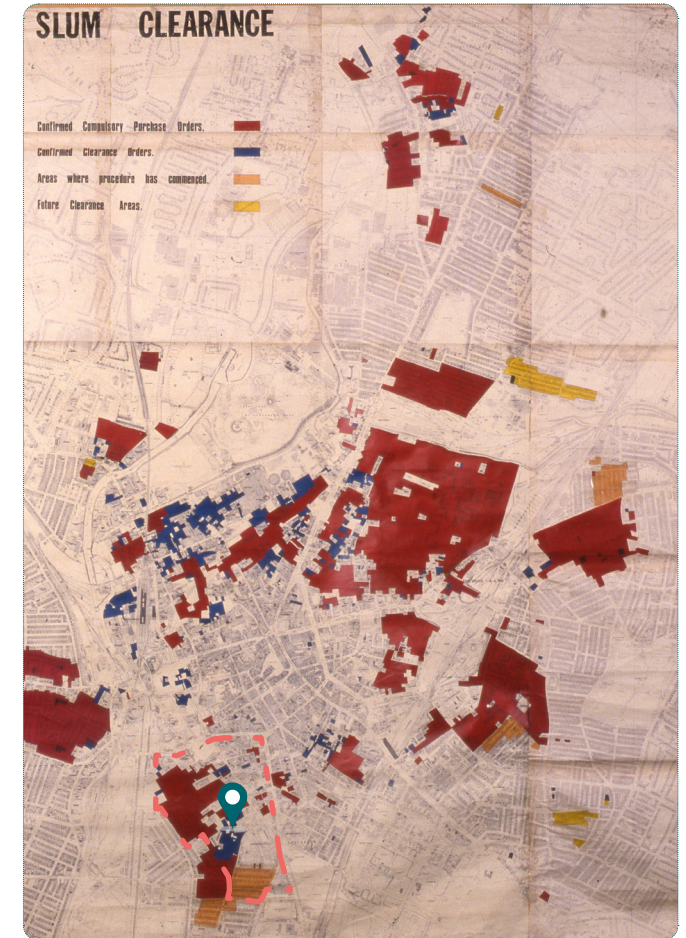 SLUM CLEARANCE
Confirmed Compulsory Purchase Orders.
Confirmed Clearance Orders.
Areas where procedure has commenced.
Future Clearance Areas.